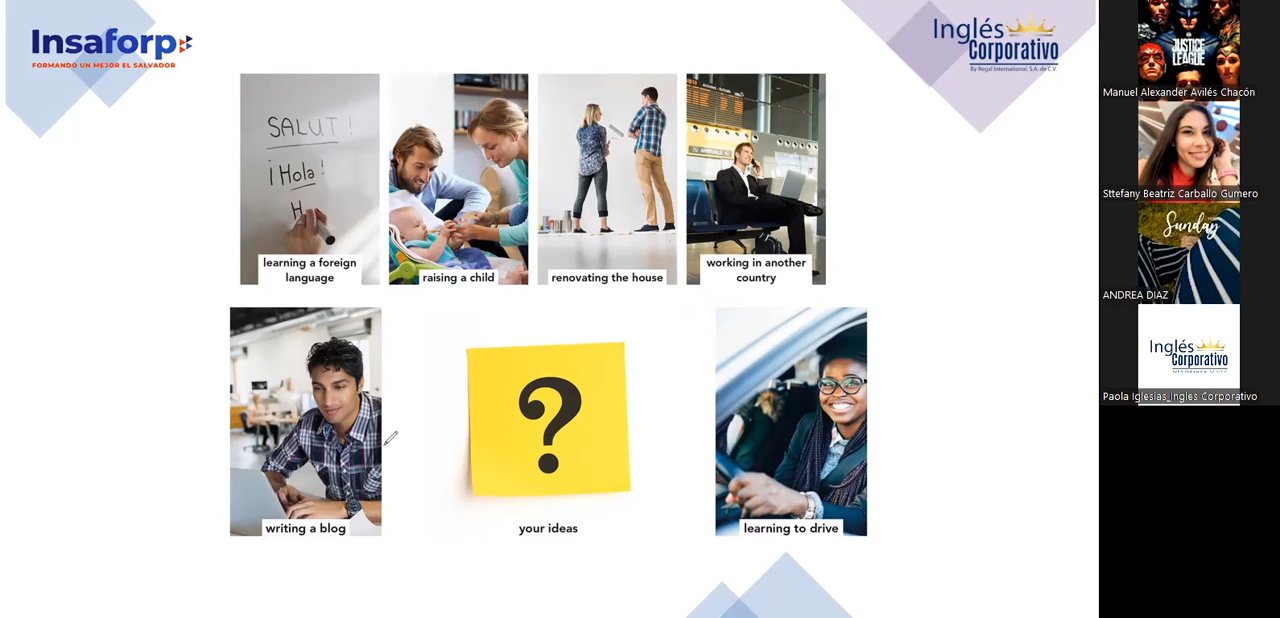 Insaforp
FORMANDO UN MEJOR EL SALVADOR
Inglés
Corporativo
By Regal International, S.A. de C.V.
SALUT !
¡Hola!
H
learning a foreign
language
raising a child
renovating the house
working in another
country
writing a blog
?
your ideas
learning to drive
JUSTICE
LEAGUE
Manuel Alexander Avilés Chacón
Sttefany Beatriz Carballo Gumero
Sunday
ANDREA DIAZ
Inglés
Corporativo
Paola Iglesias_Ingles Corporativo